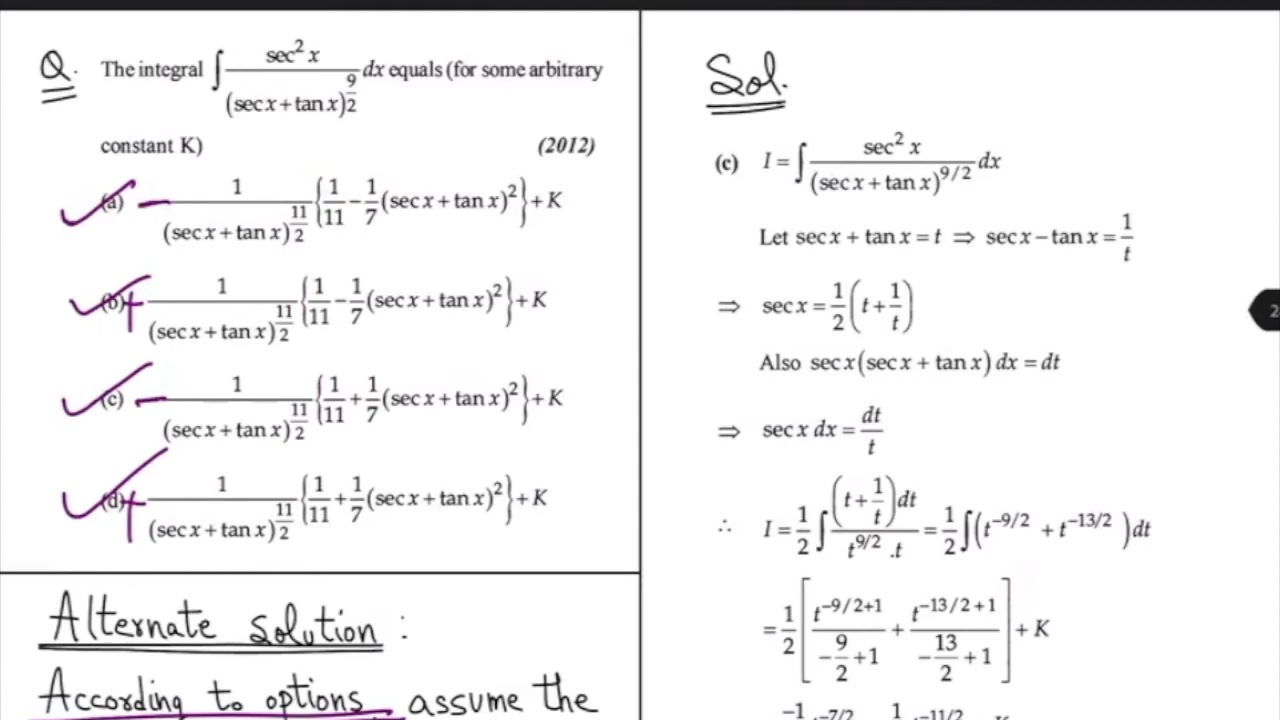 Q. The integral ∫ sec² x / (sec x + tan x)^(9/2) dx equals (for some arbitrary
constant K) (2012)
(a) − 1/(sec x + tan x)^(11/2) {1/11 − 1/7 (sec x + tan x)²} + K
(b) + 1/(sec x + tan x)^(11/2) {1/11 − 1/7 (sec x + tan x)²} + K
(c) − 1/(sec x + tan x)^(11/2) {1/11 + 1/7 (sec x + tan x)²} + K
(d) + 1/(sec x + tan x)^(11/2) {1/11 + 1/7 (sec x + tan x)²} + K
Alternate solution :
According to options, assume the
Sol.
(c) I = ∫ sec² x / (sec x + tan x)^(9/2) dx
Let sec x + tan x = t ⇒ sec x − tan x = 1/t
⇒ sec x = 1/2 (t + 1/t)
Also sec x (sec x + tan x) dx = dt
⇒ sec x dx = dt/t
∴ I = 1/2 ∫ (t + 1/t) dt / (t^(9/2) . t) = 1/2 ∫ (t^(−9/2) + t^(−13/2)) dt
= 1/2 [t^(−9/2+1) / (−9/2 + 1) + t^(−13/2+1) / (−13/2 + 1)] + K
2